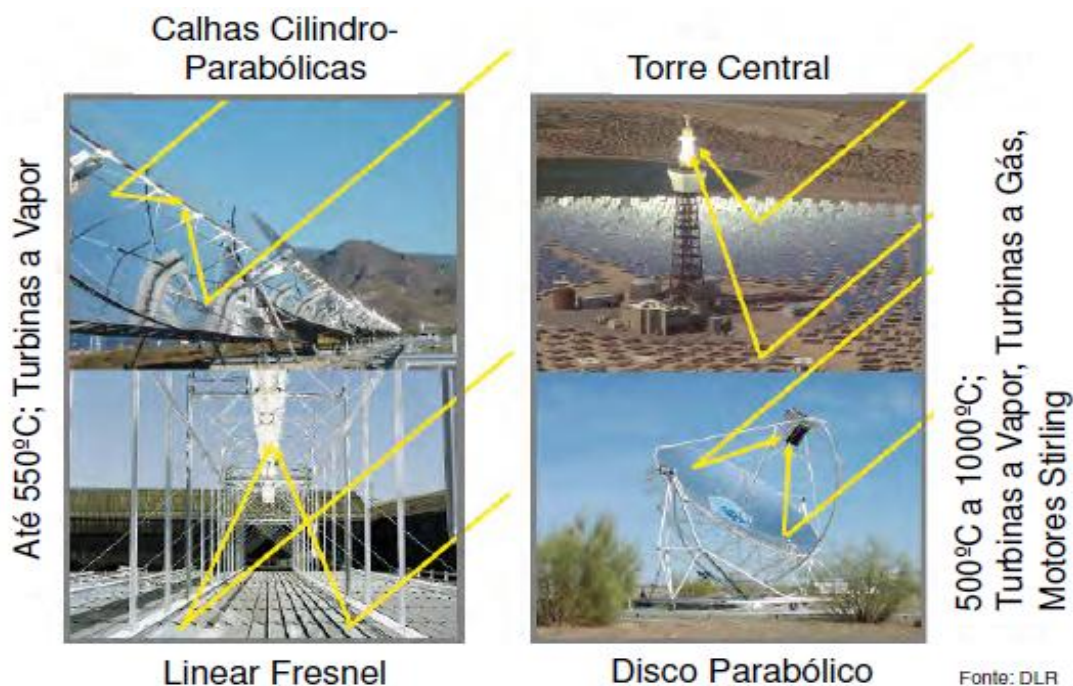 Calhas Cilindro-
Parabólicas
Torre Central
Até 550ºC; Turbinas a Vapor
500ºC a 1000ºC;
Turbinas a Vapor, Turbinas a Gás,
Motores Stirling
Linear Fresnel
Disco Parabólico
Fonte: DLR